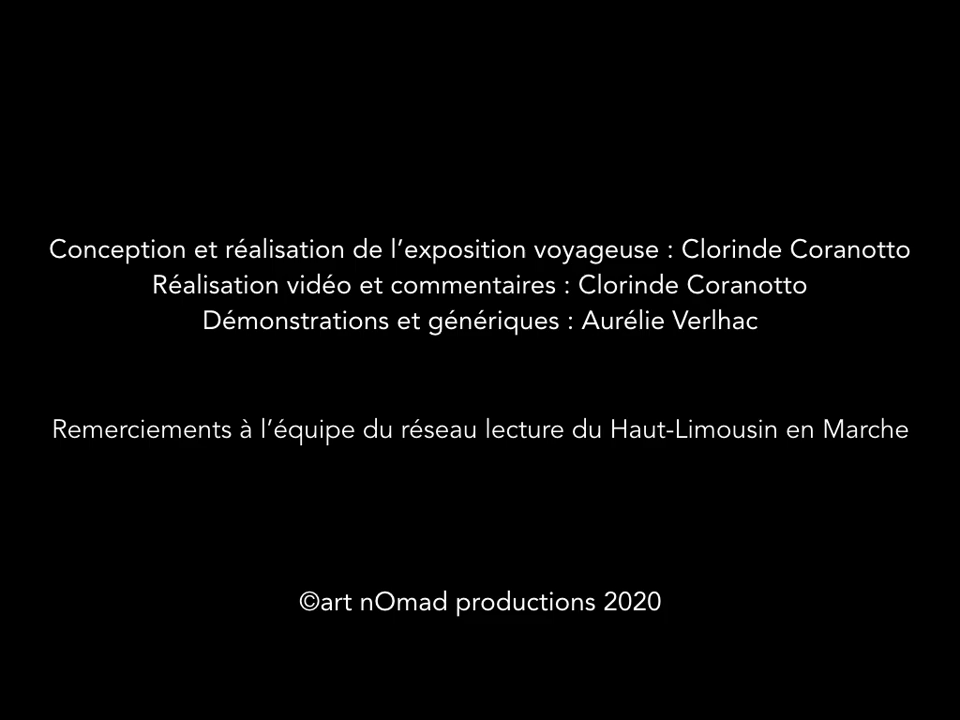 Conception et réalisation de l’exposition voyageuse : Clorinde Coranotto
Réalisation vidéo et commentaires : Clorinde Coranotto
Démonstrations et génériques : Aurélie Verlhac
Remerciements à l’équipe du réseau lecture du Haut-Limousin en Marche
©art nOmad productions 2020